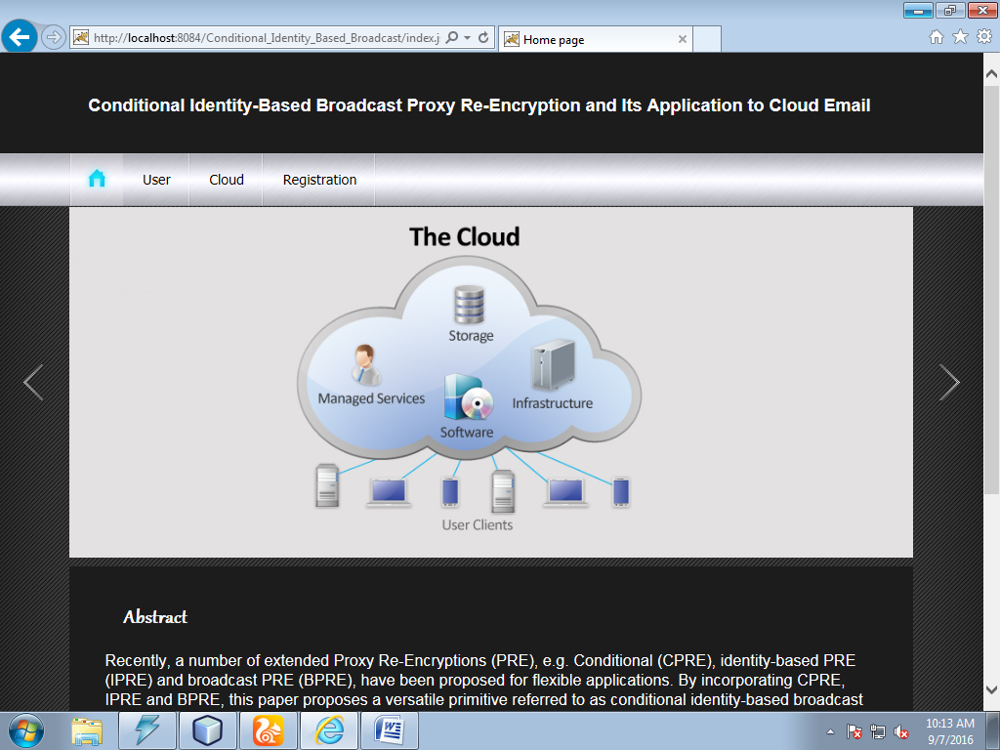 http://localhost:8084/Conditional_Identity_Based_Broadcast/index.j
Home page
Conditional Identity-Based Broadcast Proxy Re-Encryption and Its Application to Cloud Email
User
Cloud
Registration
The Cloud
Storage
Managed Services
Infrastructure
Software
User Clients
Abstract
Recently, a number of extended Proxy Re-Encryptions (PRE), e.g. Conditional (CPRE), identity-based PRE
(IPRE) and broadcast PRE (BPRE), have been proposed for flexible applications. By incorporating CPRE,
IPRE and BPRE, this paper proposes a versatile primitive referred to as conditional identity-based broadcast
10:13 AM
9/7/2016